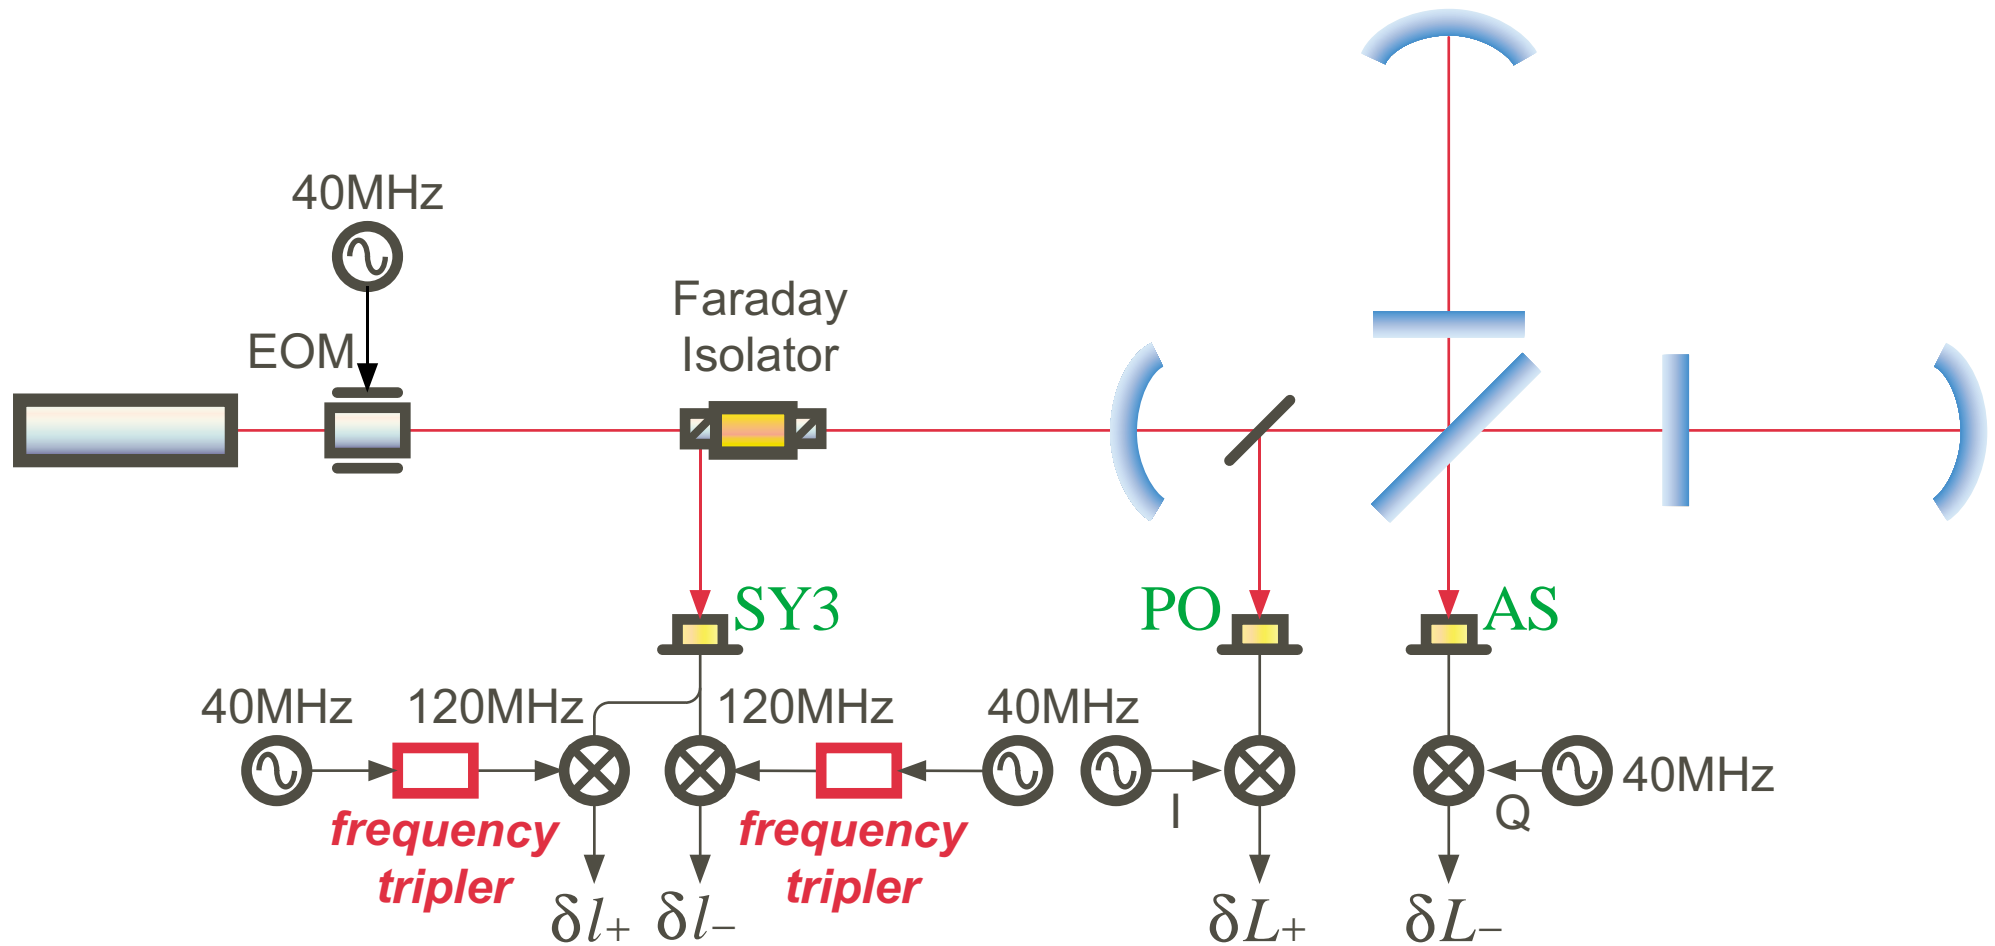 40MHz
EOM
Faraday
Isolator
SY3
PO
AS
40MHz
120MHz
120MHz
40MHz
40MHz
I
Q
frequency
tripler
frequency
tripler
δl+
δl−
δL+
δL−